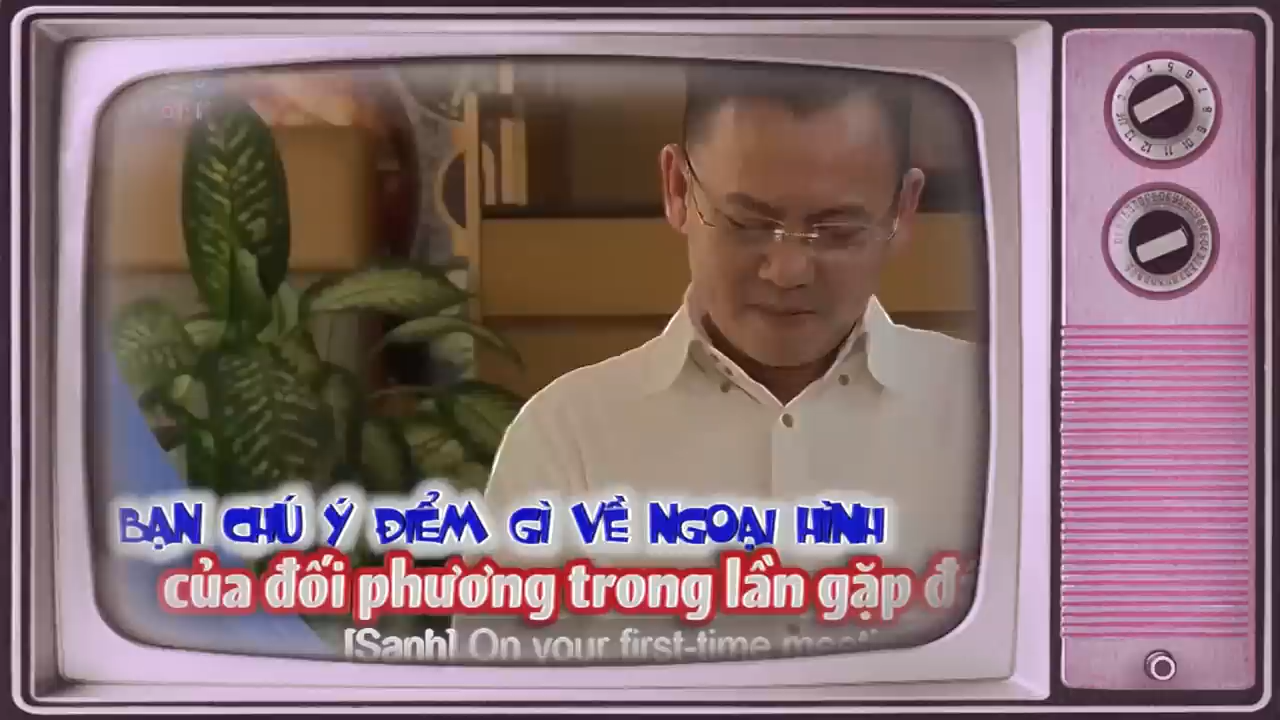 BẠN CHÚ Ý ĐIỂM GÌ VỀ NGOẠI HÌNH
của đối phương trong lần gặp
[Sanh] On your first-time